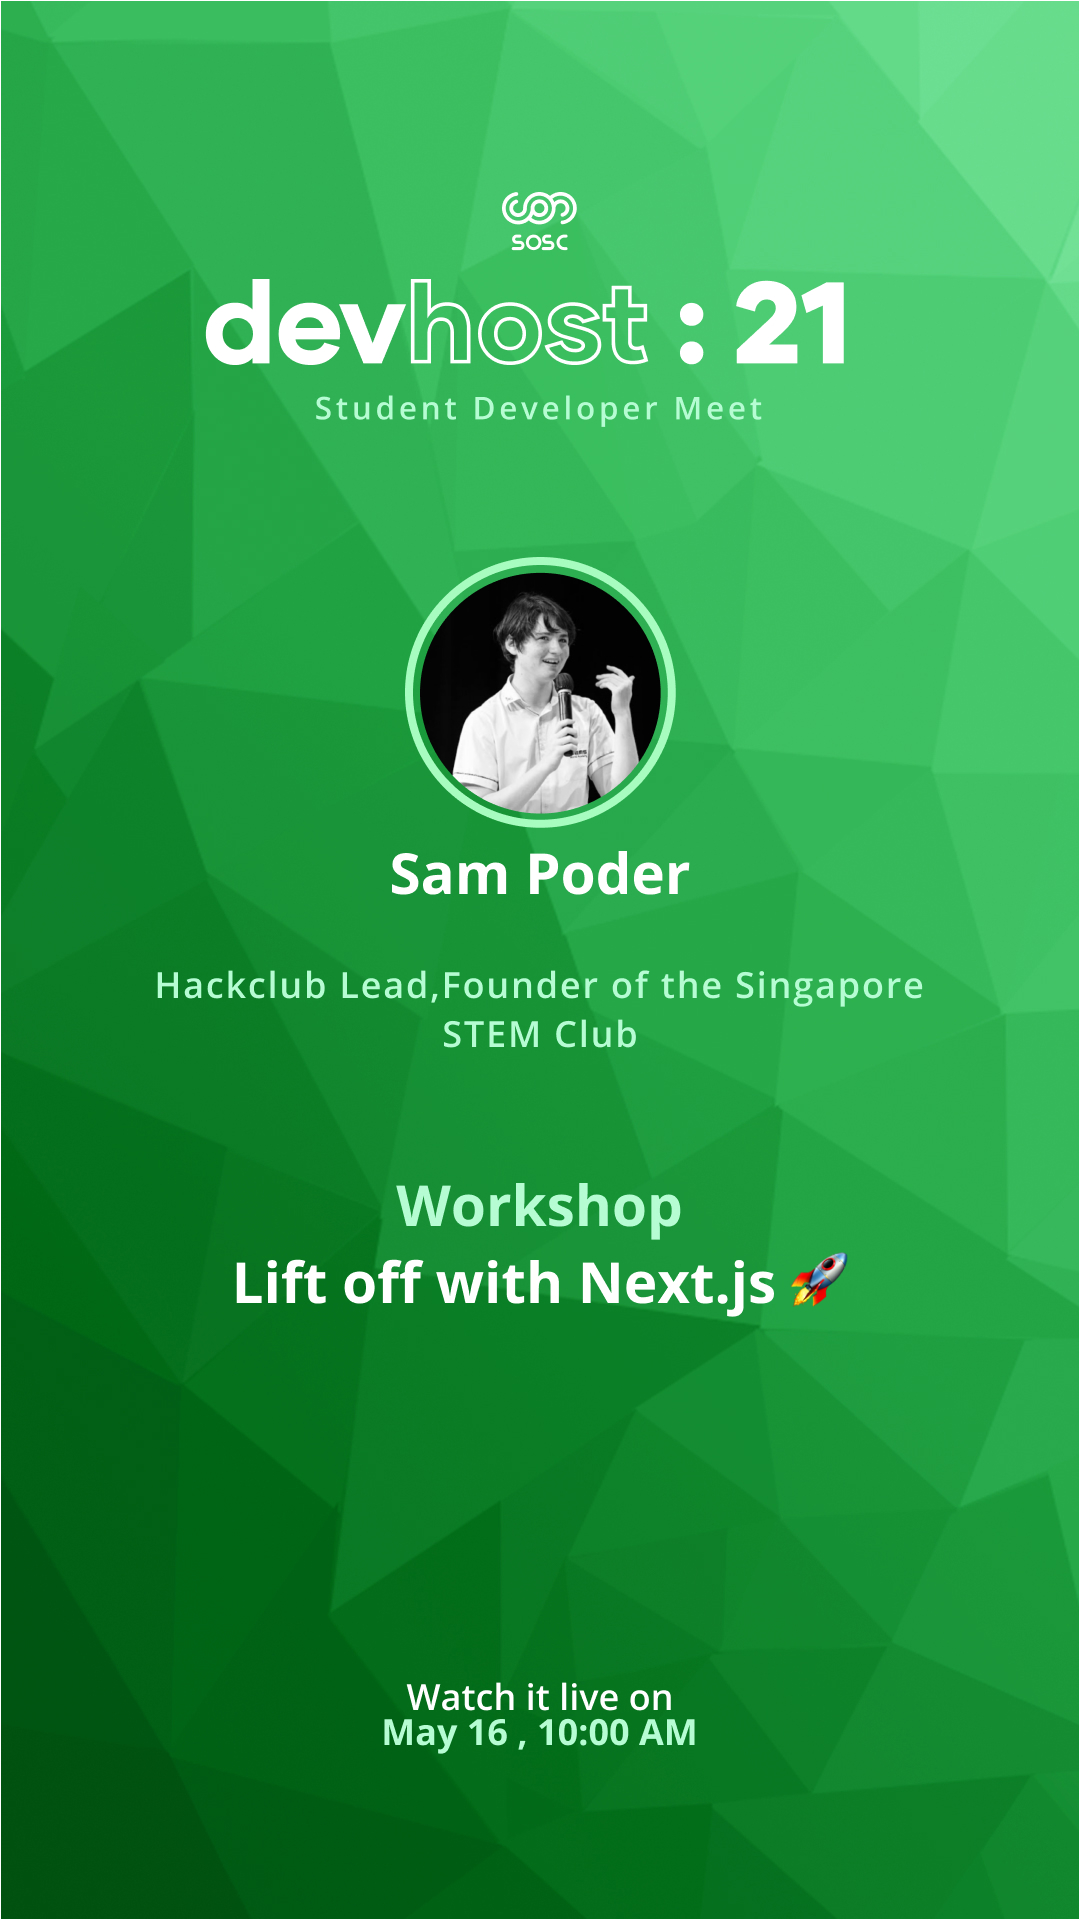 SOSC
devhost : 21
Student Developer Meet
Sam Poder
Hackclub Lead,Founder of the Singapore
STEM Club
Workshop
Lift off with Next.js 🚀
Watch it live on
May 16 , 10:00 AM